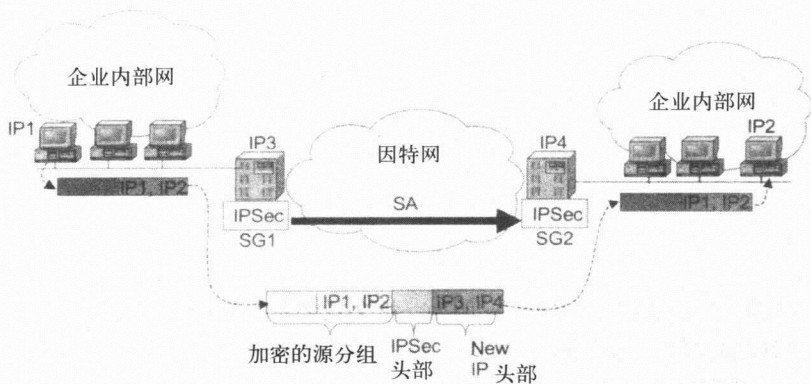 企业内部网
企业内部网
IP1
IP3
因特网
IP4
IP2
IP1, IP2
IPSec
SA
IPSec
IP1, IP2
SG1
SG2
IP1, IP2
IP3, IP4
加密的源分组
IPSec
头部
New
IP 头部